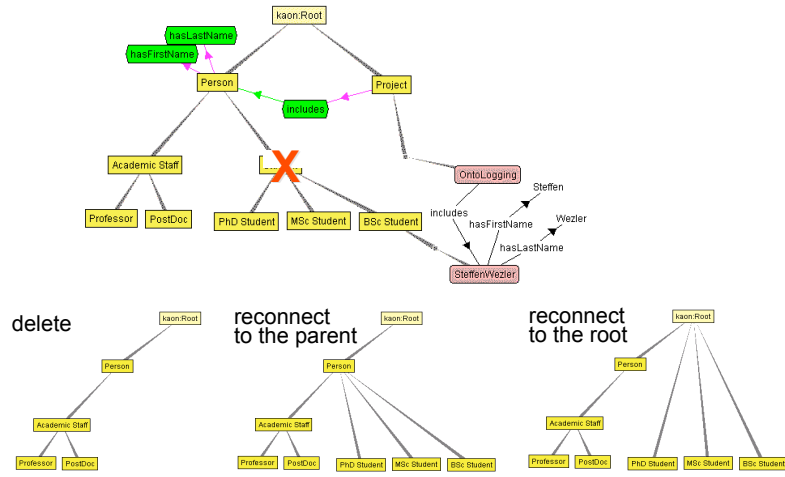 kaon:Root
hasLastName
hasFirstName
Person
Project
includes
Academic Staff
X
OntoLogging
Steffen
Professor
PostDoc
PhD Student
MSc Student
BSc Student
includes
hasFirstName
Wezler
hasLastName
SteffenWezler
delete
kaon:Root
Person
Academic Staff
Professor
PostDoc
reconnect
to the parent
kaon:Root
Person
Academic Staff
Professor
PostDoc
PhD Student
MSc Student
BSc Student
reconnect
to the root
kaon:Root
Person
Academic Staff
Professor
PostDoc
PhD Student
MSc Student
BSc Student